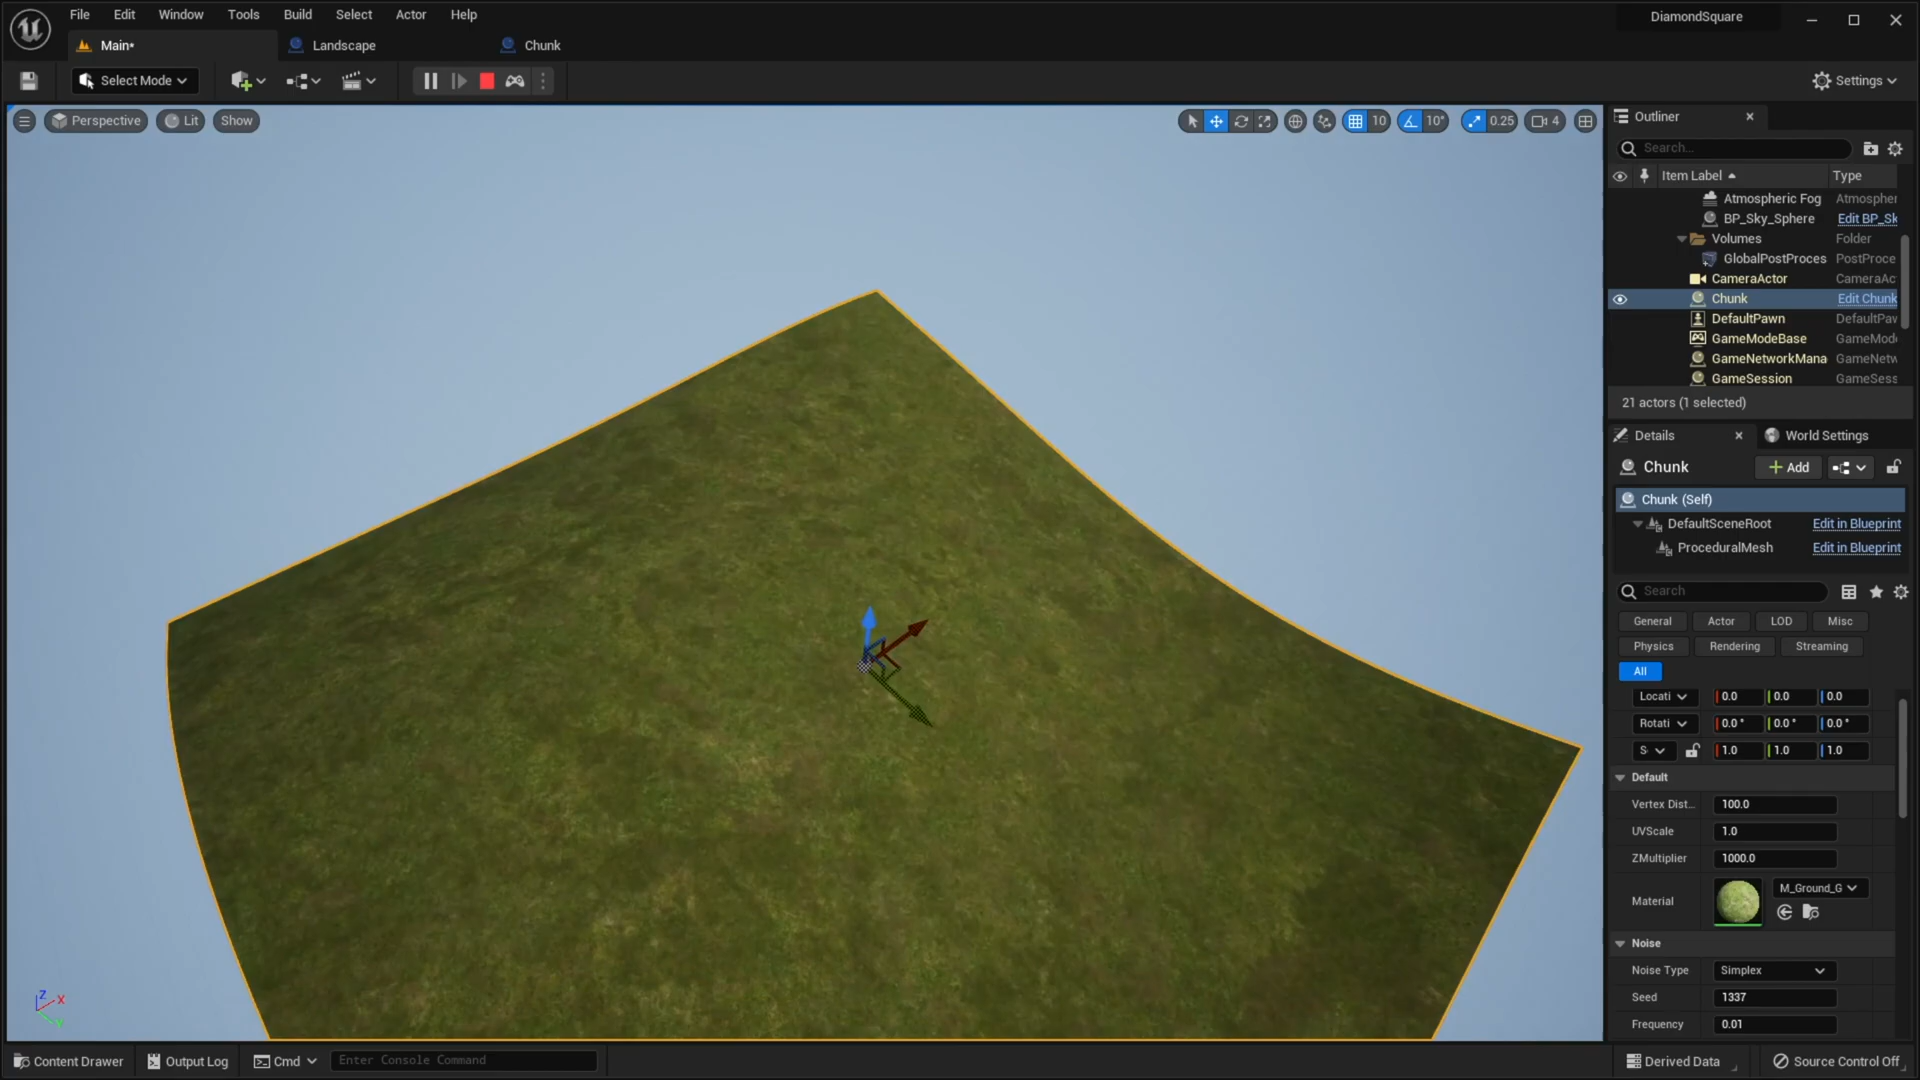 File Edit Window Tools Build Select Actor Help
DiamondSquare
Main*
Landscape
Chunk
Select Mode
Settings
Perspective
Lit
Show
10
10°
0.25
4
Outliner
Search...
Item Label
Type
Atmospheric Fog Atmospher
BP_Sky_Sphere Edit BP_Sk
Volumes Folder
GlobalPostProces PostProce
CameraActor CameraAc
Chunk Edit Chunk
DefaultPawn DefaultPav
GameModeBase GameMod
GameNetworkMana GameNetw
GameSession GameSess
21 actors (1 selected)
Details
World Settings
Chunk
Add
Chunk (Self)
DefaultSceneRoot Edit in Blueprint
ProceduralMesh Edit in Blueprint
Search
General Actor LOD Misc
Physics Rendering Streaming
All
Locati 0.0 0.0 0.0
Rotati 0.0 ° 0.0 ° 0.0 °
S 1.0 1.0 1.0
Default
Vertex Dist... 100.0
UVScale 1.0
ZMultiplier 1000.0
Material M_Ground_G
Noise
Noise Type Simplex
Seed 1337
Frequency 0.01
Z
X
Y
Content Drawer
Output Log
Cmd
Enter Console Command
Derived Data
Source Control Off